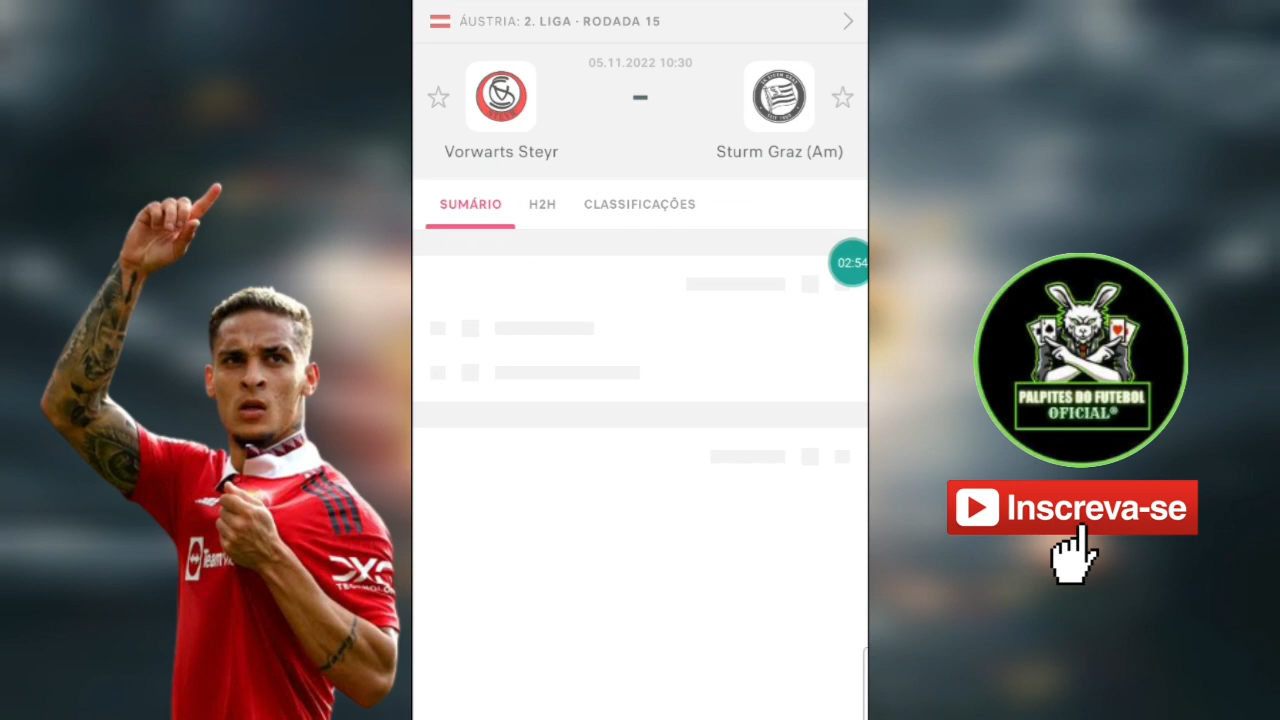 ÁUSTRIA: 2. LIGA - RODADA 15
05.11.2022 10:30
Vorwarts Steyr
Sturm Graz (Am)
SUMÁRIO
H2H
CLASSIFICAÇÕES
02:54
PALPITES DO FUTEBOL
OFICIAL®
Inscreva-se